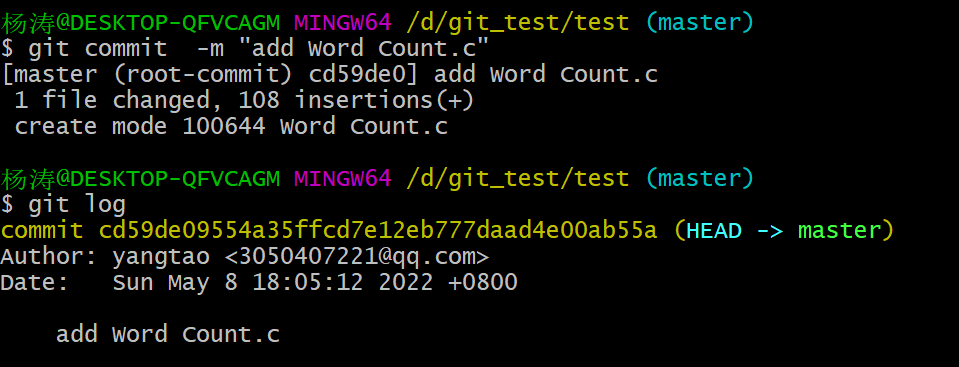 杨涛@DESKTOP-QFVCAGM MINGW64 /d/git_test/test (master)
$ git commit  -m "add Word Count.c"
[master (root-commit) cd59de0] add Word Count.c
 1 file changed, 108 insertions(+)
 create mode 100644 Word Count.c
杨涛@DESKTOP-QFVCAGM MINGW64 /d/git_test/test (master)
$ git log
commit cd59de09554a35ffcd7e12eb777daad4e00ab55a (HEAD -> master)
Author: yangtao <3050407221@qq.com>
Date:   Sun May 8 18:05:12 2022 +0800
    add Word Count.c